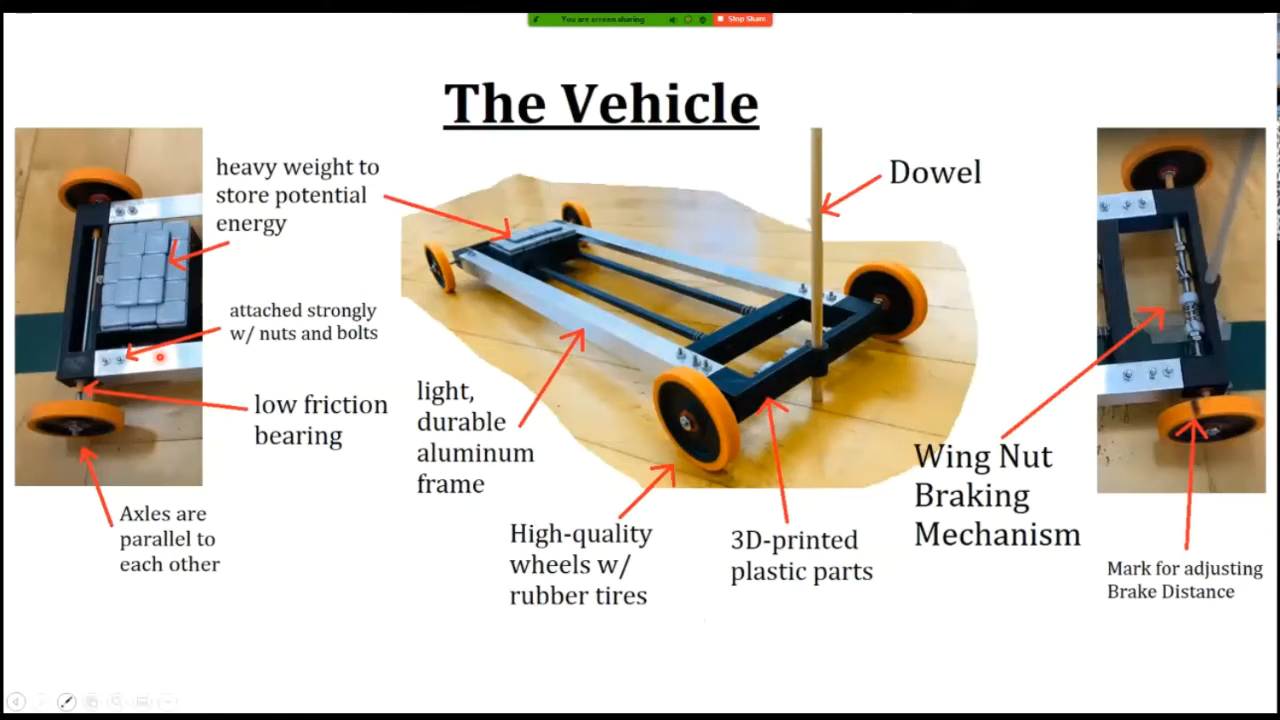 You are screen sharing
Stop Share
The Vehicle
heavy weight to
store potential
energy
attached strongly
w/ nuts and bolts
low friction
bearing
Axles are
parallel to
each other
light,
durable
aluminum
frame
High-quality
wheels w/
rubber tires
3D-printed
plastic parts
Dowel
Wing Nut
Braking
Mechanism
Mark for adjusting
Brake Distance